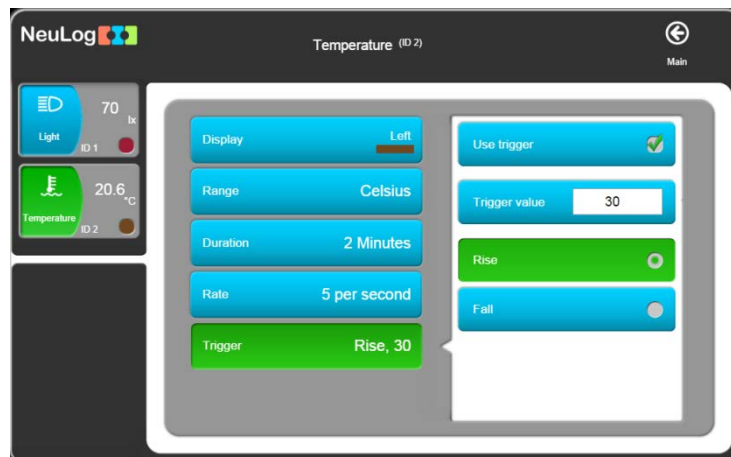 NeuLog
Temperature (ID 2)
Main
70
lx
Light
ID 1
20.6
°C
Temperature
ID 2
Display Left
Range Celsius
Duration 2 Minutes
Rate 5 per second
Trigger Rise, 30
Use trigger
Trigger value 30
Rise
Fall